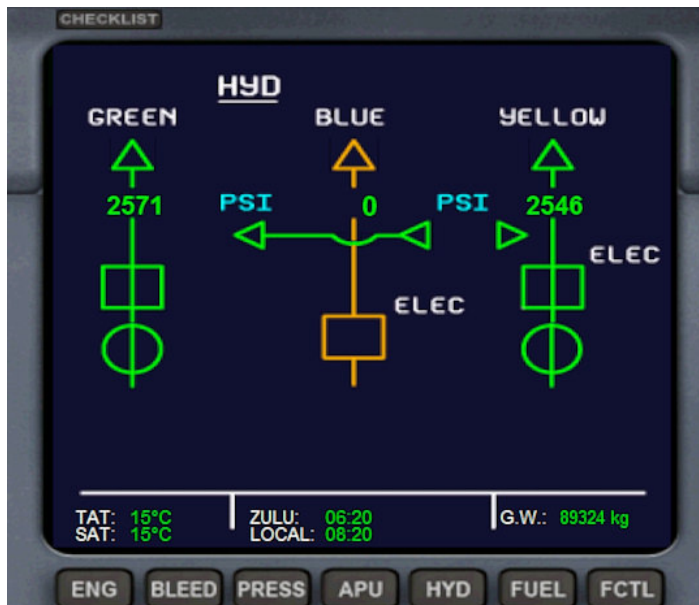 CHECKLIST
HYD
GREEN BLUE YELLOW
2571 PSI 0 PSI 2546
ELEC
ELEC
TAT: 15°C ZULU: 06:20 G.W.: 89324 kg
SAT: 15°C LOCAL: 08:20
ENG BLEED PRESS APU HYD FUEL FCTL